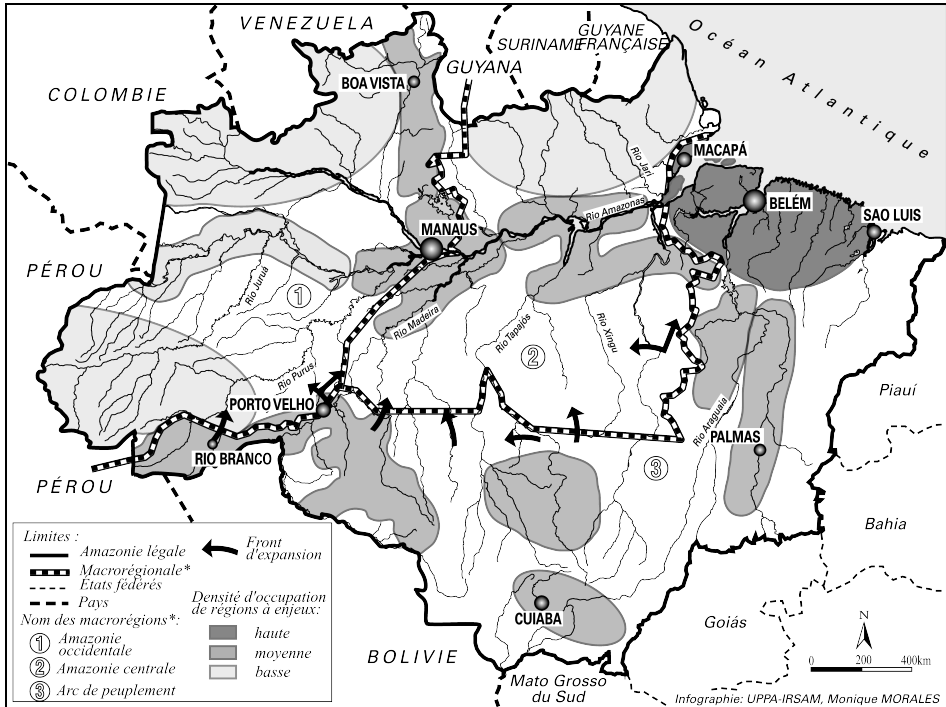 VENEZUELA
GUYANE
FRANÇAISE
SURINAME
GUYANA
Océan Atlantique
COLOMBIE
BOA VISTA
MACAPÁ
Rio Jari
BELÉM
Rio Amazonas
SAO LUIS
MANAUS
PÉROU
Rio Juruá
1
Rio Madeira
Rio Tapajós
Rio Xingu
2
Rio Purus
PORTO VELHO
Piauí
Rio Araguaia
PALMAS
RIO BRANCO
3
PÉROU
Bahia
Limites :
Amazonie légale
Macrorégionale*
États fédérés
Pays
Front
d'expansion
Nom des macrorégions*:
1 Amazonie
occidentale
2 Amazonie centrale
3 Arc de peuplement
Densité d'occupation
de régions à enjeux:
haute
moyenne
basse
CUIABA
Goiás
BOLIVIE
Mato Grosso
du Sud
N
0 200 400km
Infographie: UPPA-IRSAM, Monique MORALES